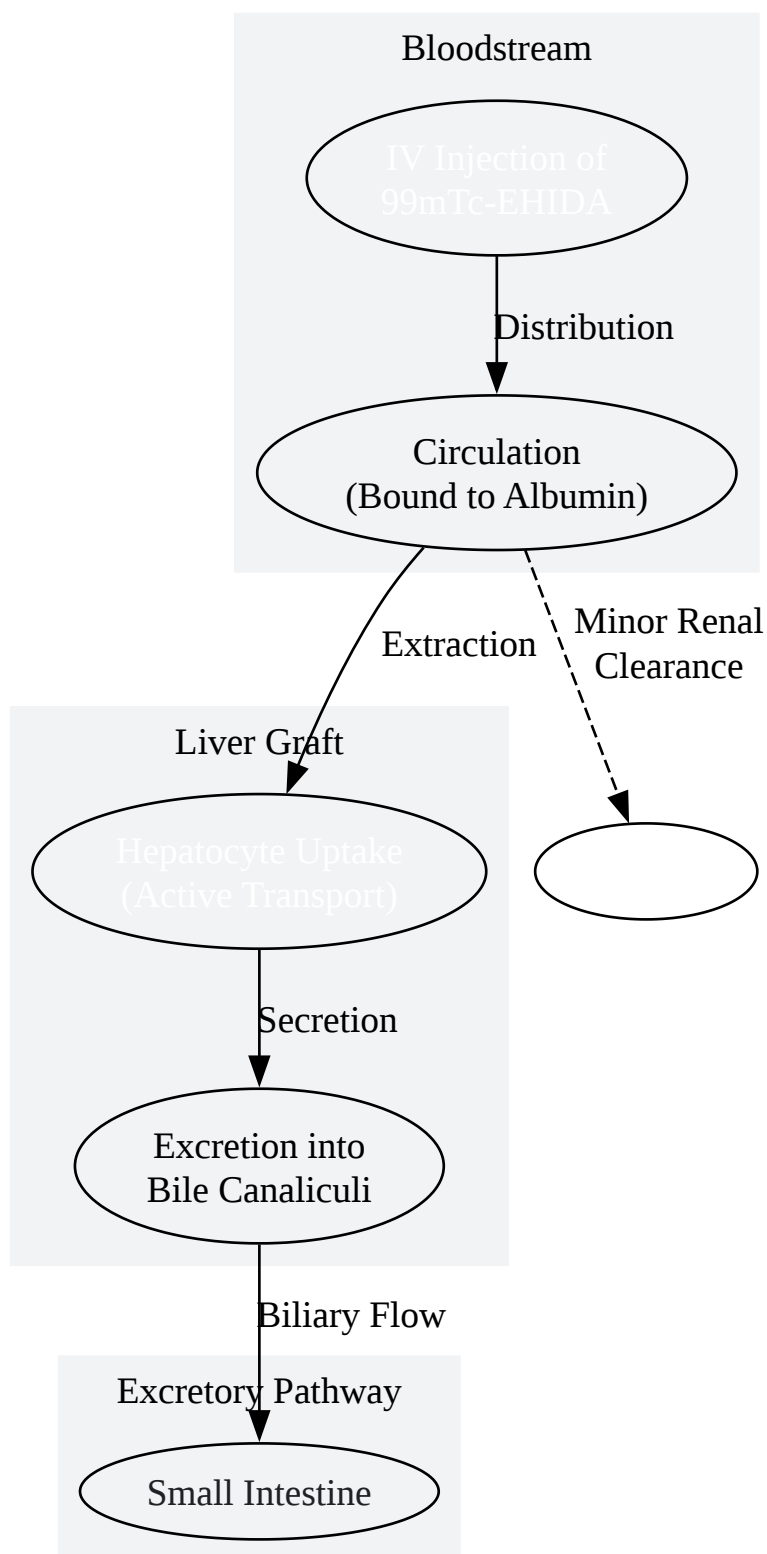 Bloodstream
IV Injection of
99mTc-EHIDA
Distribution
Circulation
(Bound to Albumin)
Extraction
Minor Renal
Clearance
Liver Graft
Hepatocyte Uptake
(Active Transport)
Secretion
Excretion into
Bile Canaliculi
Biliary Flow
Excretory Pathway
Small Intestine